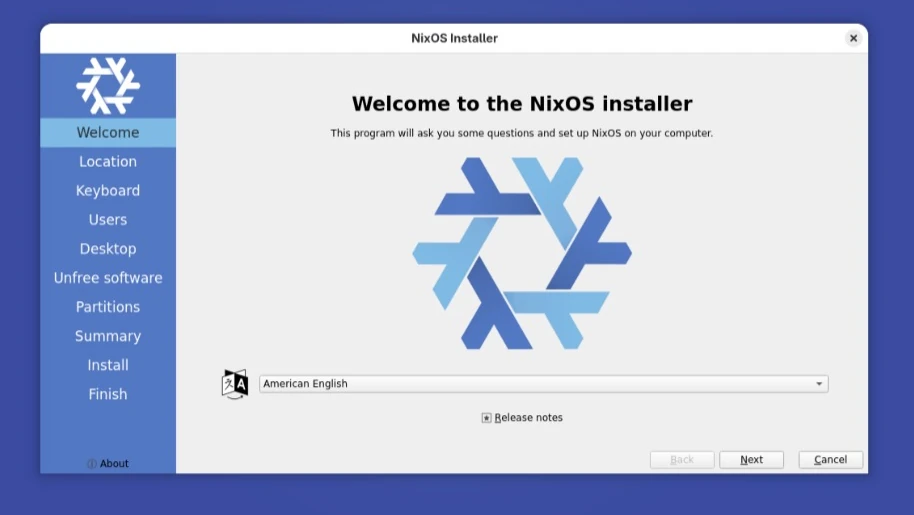 NixOS Installer
Welcome
Location
Keyboard
Users
Desktop
Unfree software
Partitions
Summary
Install
Finish
About
Welcome to the NixOS installer
This program will ask you some questions and set up NixOS on your computer.
American English
Release notes
Back
Next
Cancel